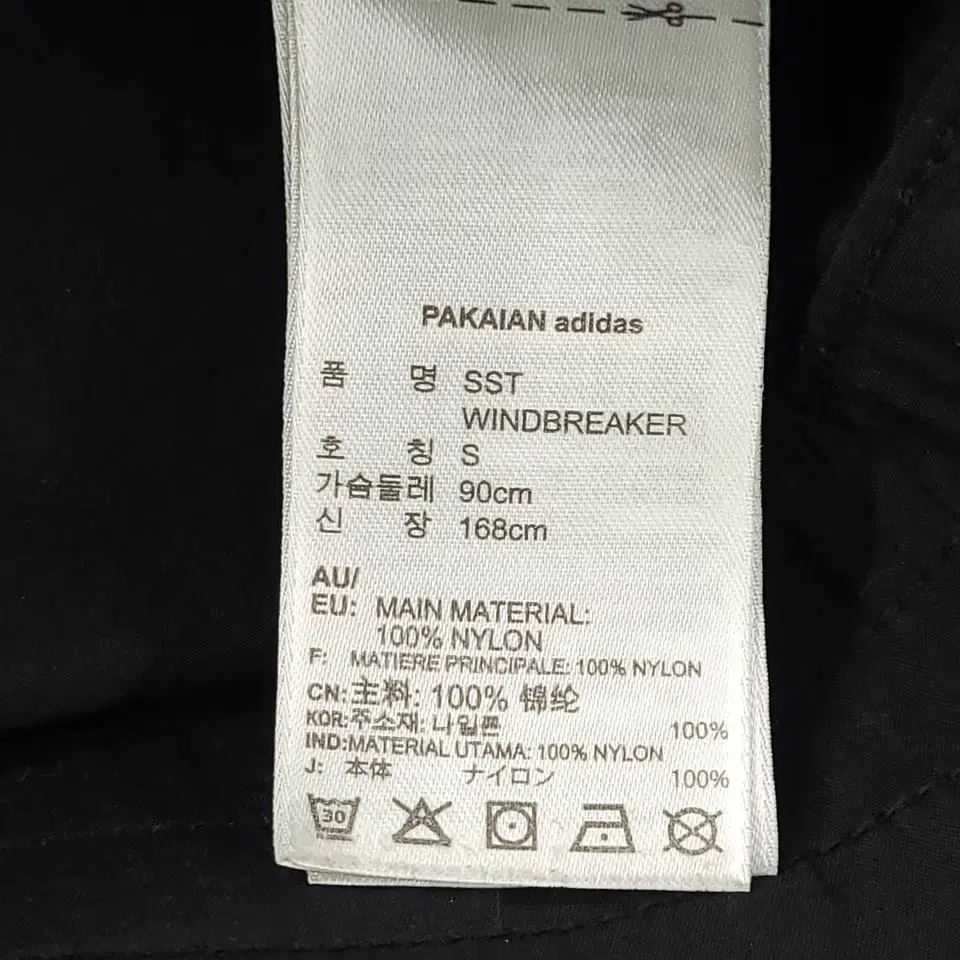 PAKAIAN adidas
품 명 SST
WINDBREAKER
호 칭 S
가슴둘레 90cm
신 장 168cm
AU/
EU: MAIN MATERIAL:
100% NYLON
F: MATIERE PRINCIPALE: 100% NYLON
CN: 主料: 100% 锦纶
KOR: 주소재: 나일론 100%
IND: MATERIAL UTAMA: 100% NYLON
J: 本体 ナイロン 100%
30